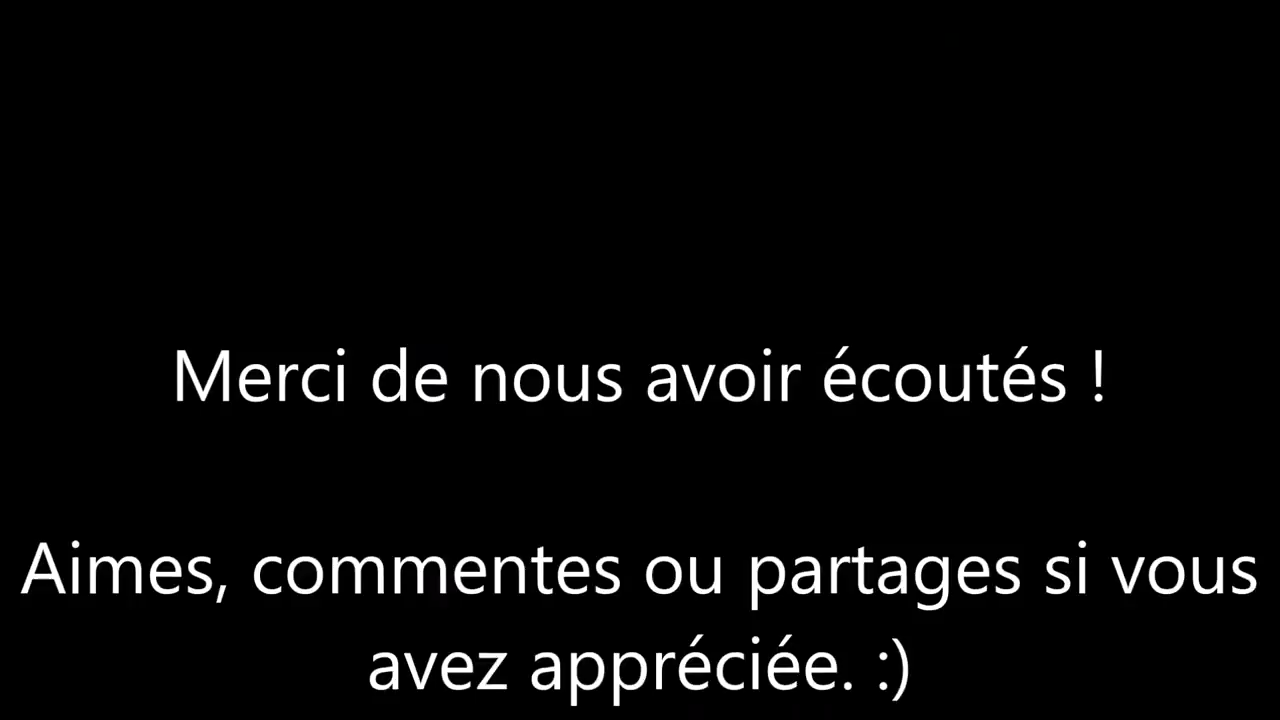 Merci de nous avoir écoutés !
Aimes, commentes ou partages si vous
avez appréciée. :)